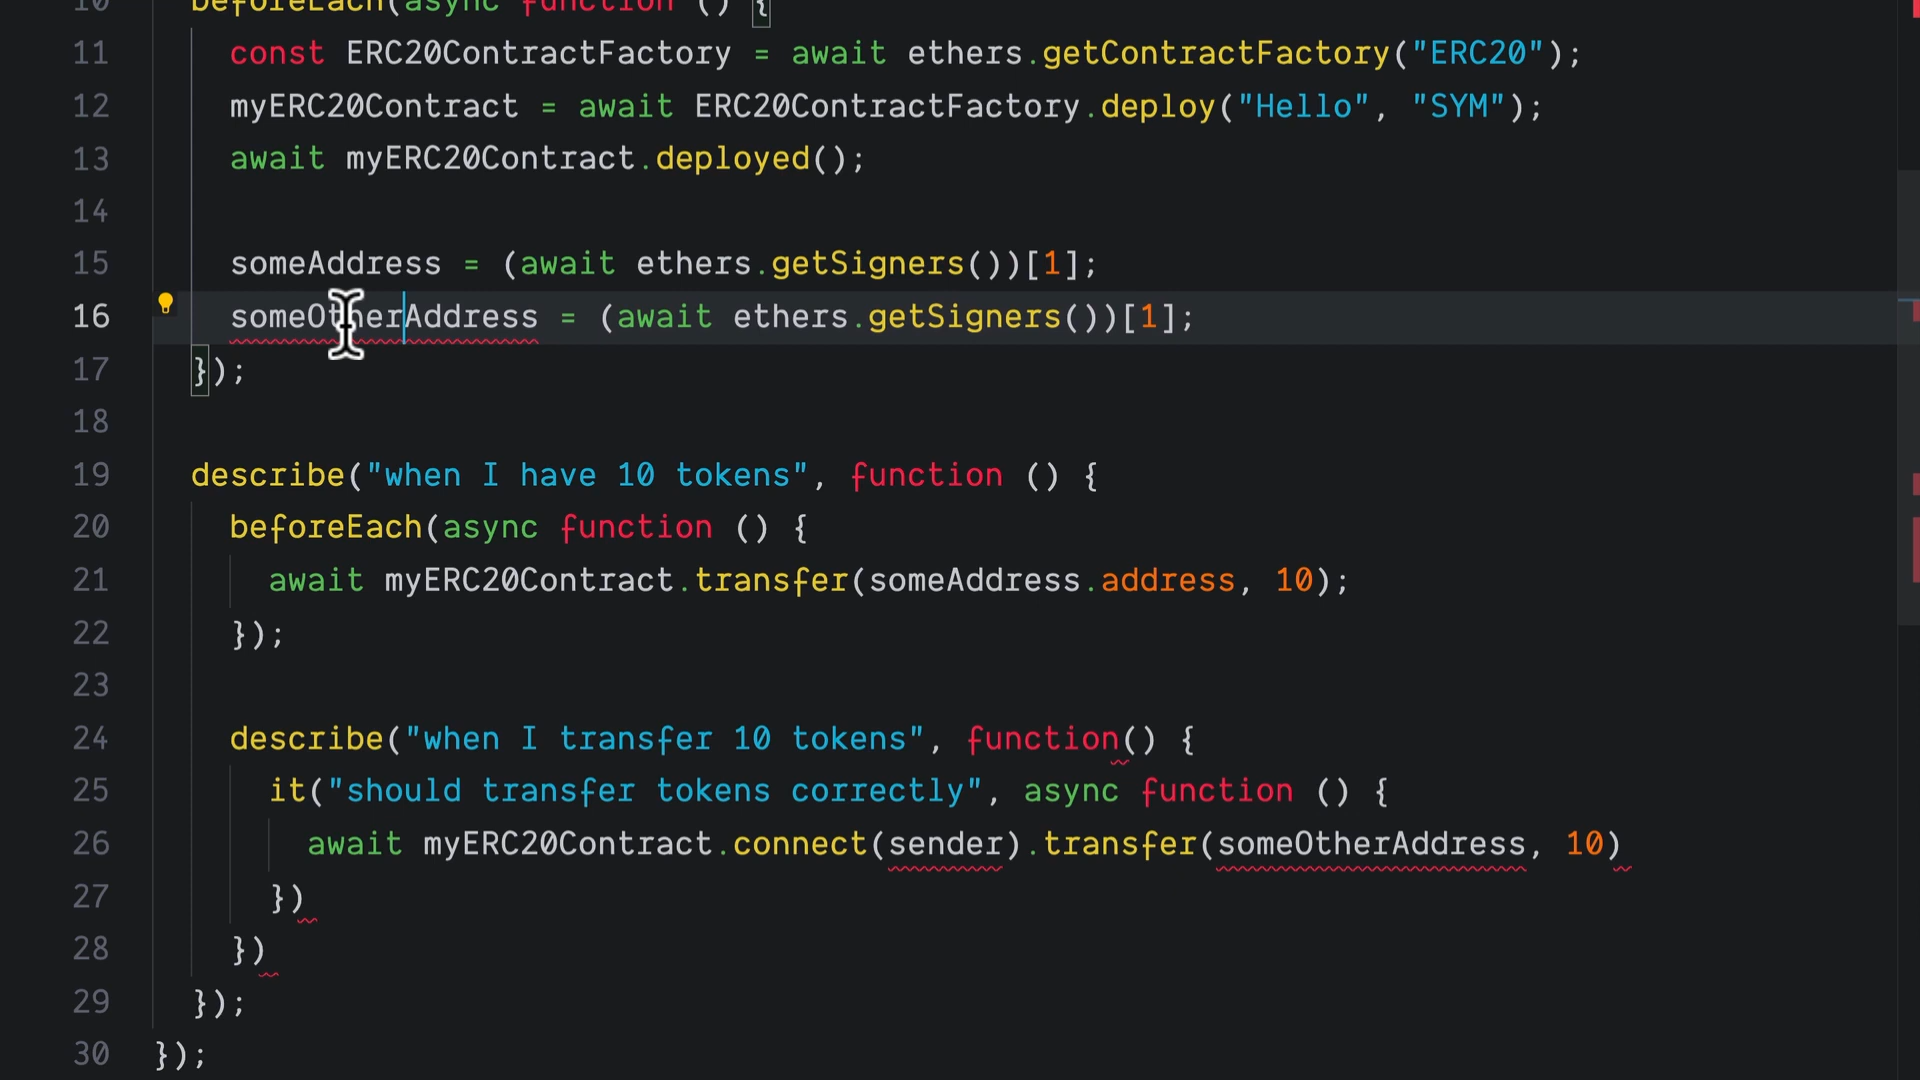 10 beforeEach(async function () {
11 const ERC20ContractFactory = await ethers.getContractFactory("ERC20");
12 myERC20Contract = await ERC20ContractFactory.deploy("Hello", "SYM");
13 await myERC20Contract.deployed();
14
15 someAddress = (await ethers.getSigners())[1];
16 someOtherAddress = (await ethers.getSigners())[1];
17 });
18
19 describe("when I have 10 tokens", function () {
20 beforeEach(async function () {
21 await myERC20Contract.transfer(someAddress.address, 10);
22 });
23
24 describe("when I transfer 10 tokens", function() {
25 it("should transfer tokens correctly", async function () {
26 await myERC20Contract.connect(sender).transfer(someOtherAddress, 10)
27 })
28 })
29 });
30 });